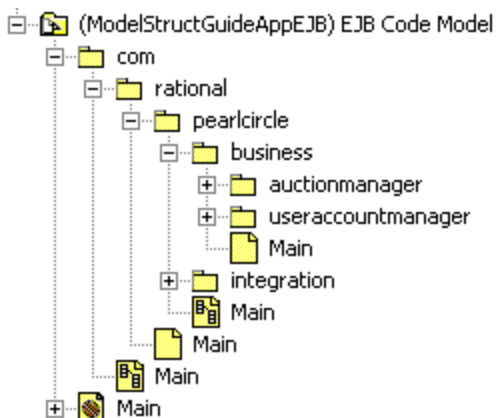 (ModelStructGuideAppEJB) EJB Code Model
com
rational
pearlcircle
business
auctionmanager
useraccountmanager
Main
integration
Main
Main
Main
Main